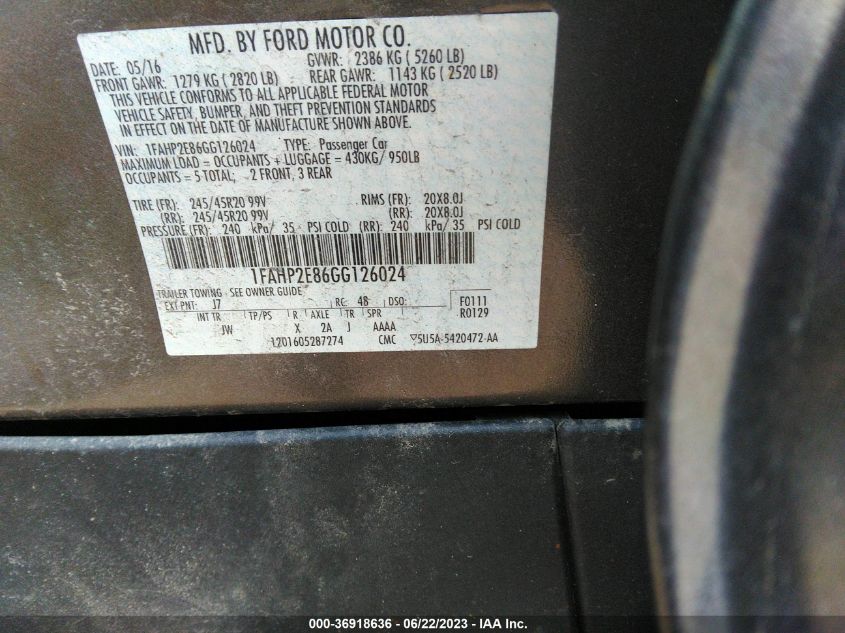 MFD. BY FORD MOTOR CO.
DATE: 05/16 GVWR: 2386 KG ( 5260 LB)
FRONT GAWR: 1279 KG ( 2820 LB) REAR GAWR: 1143 KG ( 2520 LB)
THIS VEHICLE CONFORMS TO ALL APPLICABLE FEDERAL MOTOR
VEHICLE SAFETY, BUMPER, AND THEFT PREVENTION STANDARDS
IN EFFECT ON THE DATE OF MANUFACTURE SHOWN ABOVE.
VIN: 1FAHP2E86GG126024 TYPE: Passenger Car
MAXIMUM LOAD = OCCUPANTS + LUGGAGE = 430KG/ 950LB
OCCUPANTS = 5 TOTAL; 2 FRONT, 3 REAR
TIRE (FR): 245/45R20 99V RIMS (FR): 20X8.0J
(RR): 245/45R20 99V (RR): 20X8.0J
PRESSURE (FR): 240 kPa/ 35 PSI COLD (RR): 240 kPa/ 35 PSI COLD
1FAHP2E86GG126024
TRAILER TOWING - SEE OWNER GUIDE
EXT PNT: J7 RC: 48 DSO: F0111
INT TR TP/PS R AXLE TR SPR R0129
JW X 2A J AAAA
1201605287274 CMC ▽5U5A-5420472-AA
000-36918636 - 06/22/2023 - IAA Inc.